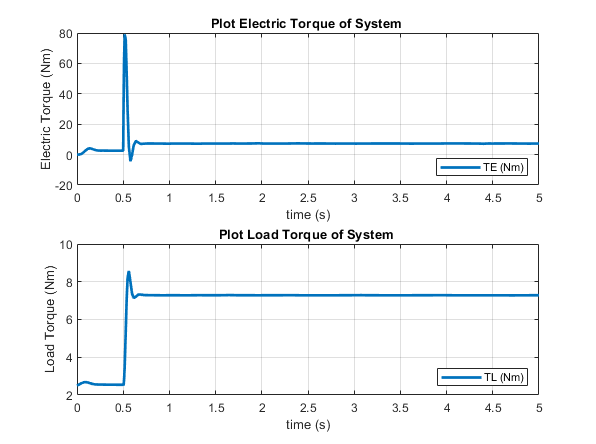 Plot Electric Torque of System
Electric Torque (Nm)
80
60
40
20
0
-20
TE (Nm)
0 0.5 1 1.5 2 2.5 3 3.5 4 4.5 5
time (s)
Plot Load Torque of System
Load Torque (Nm)
10
8
6
4
2
TL (Nm)
0 0.5 1 1.5 2 2.5 3 3.5 4 4.5 5
time (s)